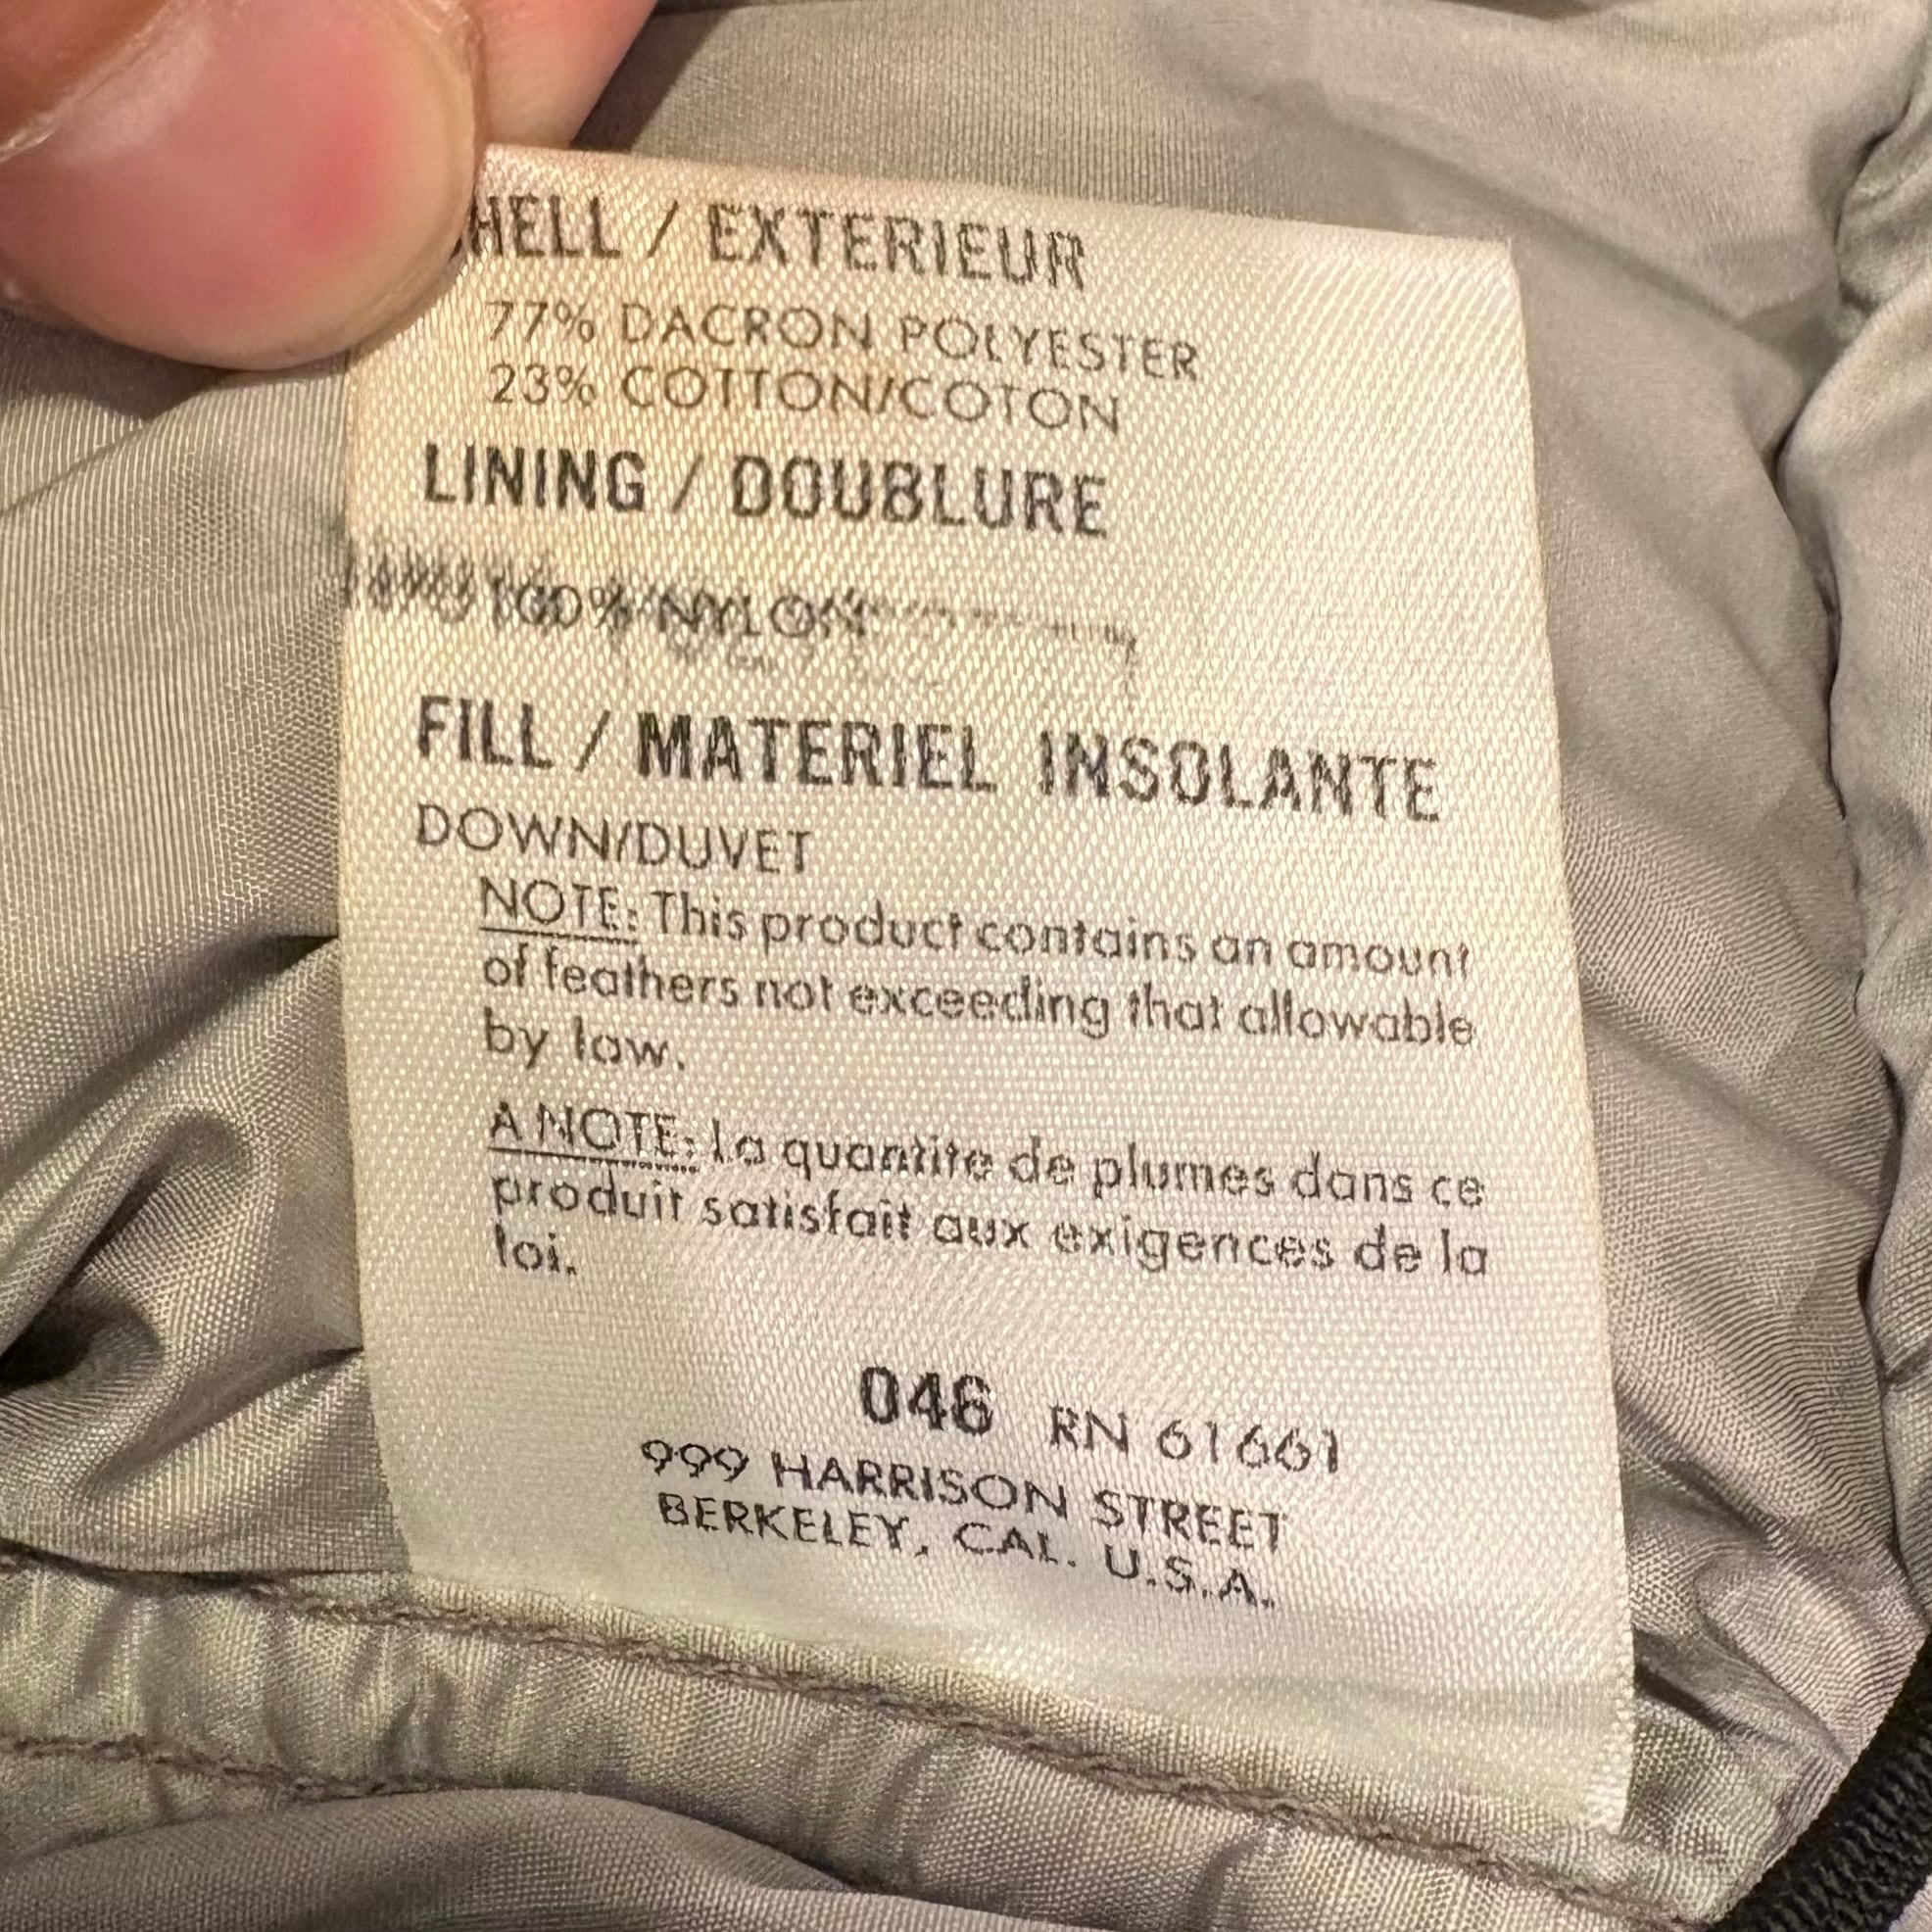 HELL / EXTERIEUR
77% DACRON POLYESTER
23% COTTON/COTON
LINING / DOUBLURE
100% NYLON
FILL / MATERIEL INSOLANTE
DOWN/DUVET
NOTE: This product contains an amount
of feathers not exceeding that allowable
by law.
A NOTE: La quantite de plumes dans ce
produit satisfait aux exigences de la
loi.
046 RN 61661
999 HARRISON STREET
BERKELEY, CAL. U.S.A.